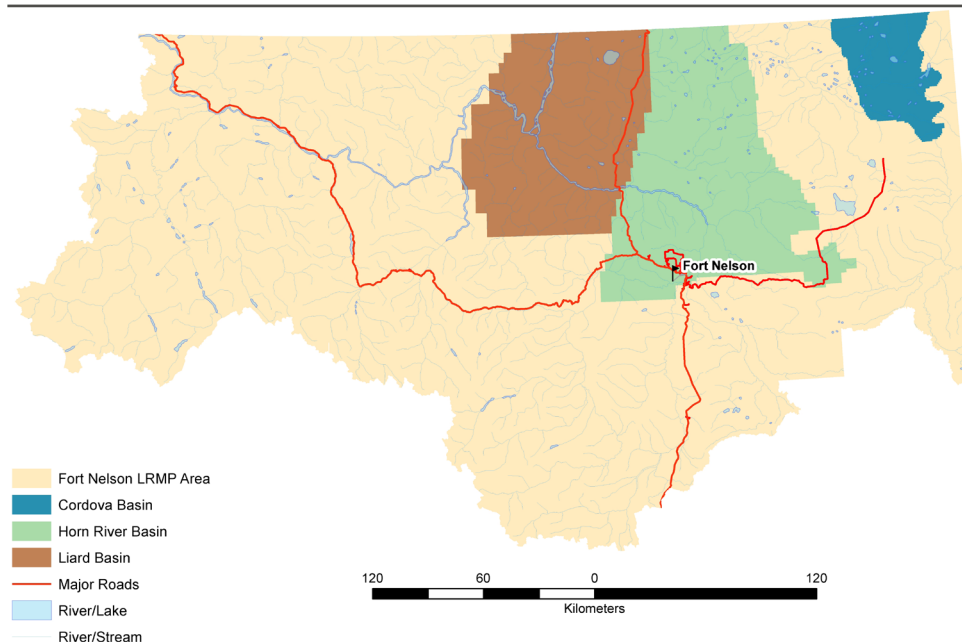 Fort Nelson
Fort Nelson LRMP Area
Cordova Basin
Horn River Basin
Liard Basin
Major Roads
River/Lake
River/Stream
120 60 0 120
Kilometers